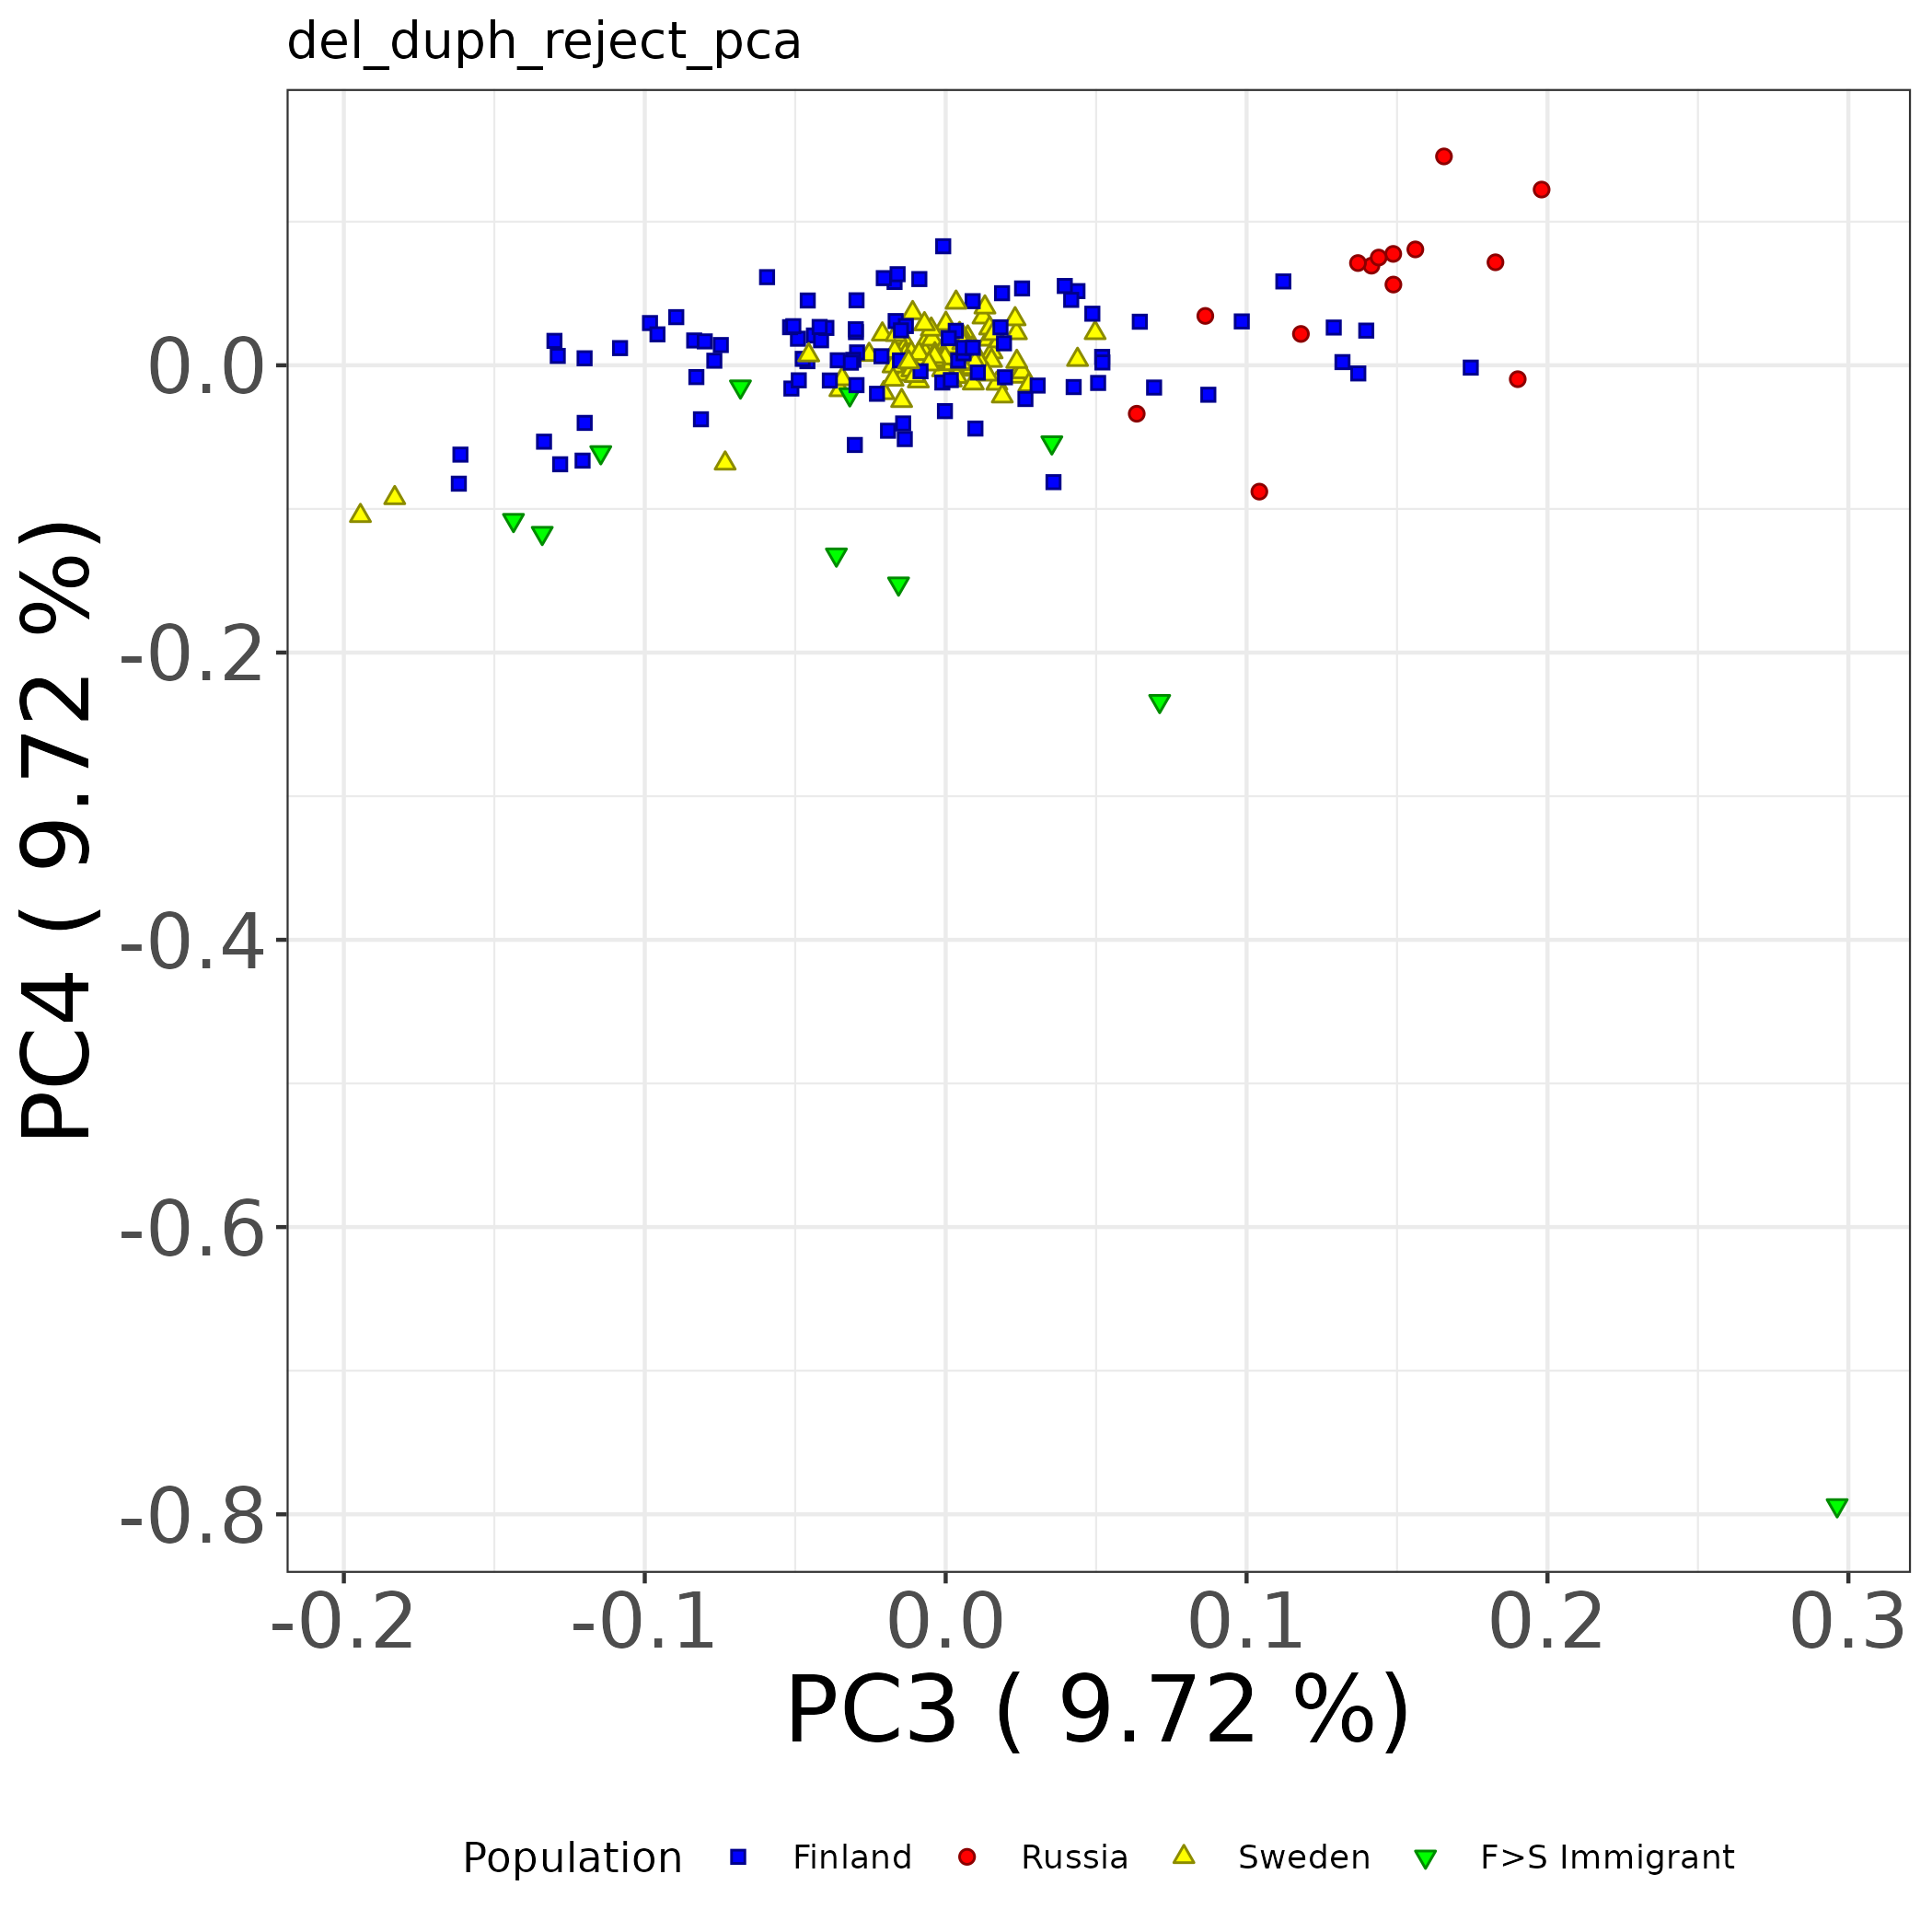 del_duph_reject_pca
PC4 ( 9.72 %)
0.0
-0.2
-0.4
-0.6
-0.8
-0.2 -0.1 0.0 0.1 0.2 0.3
PC3 ( 9.72 %)
Population Finland Russia Sweden F>S Immigrant